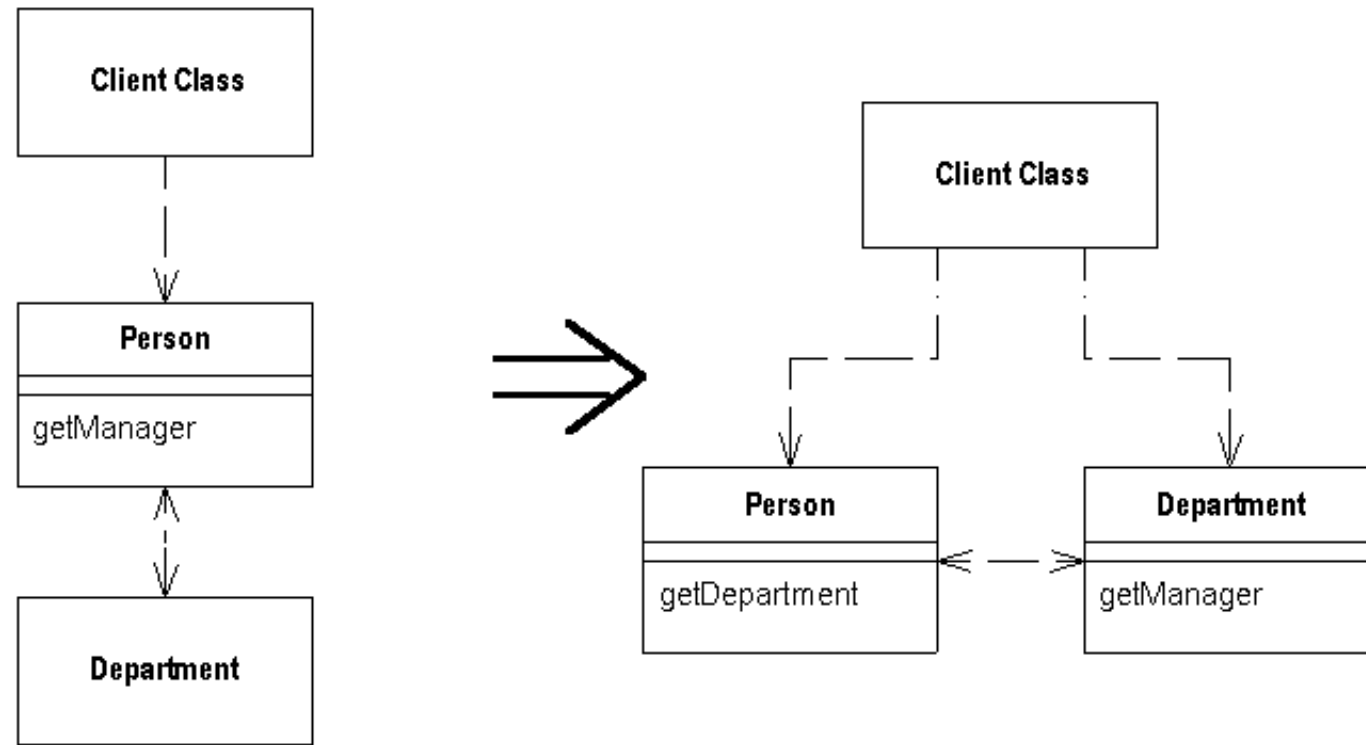 Client Class
Person
getManager
Department
Client Class
Person
getDepartment
Department
getManager